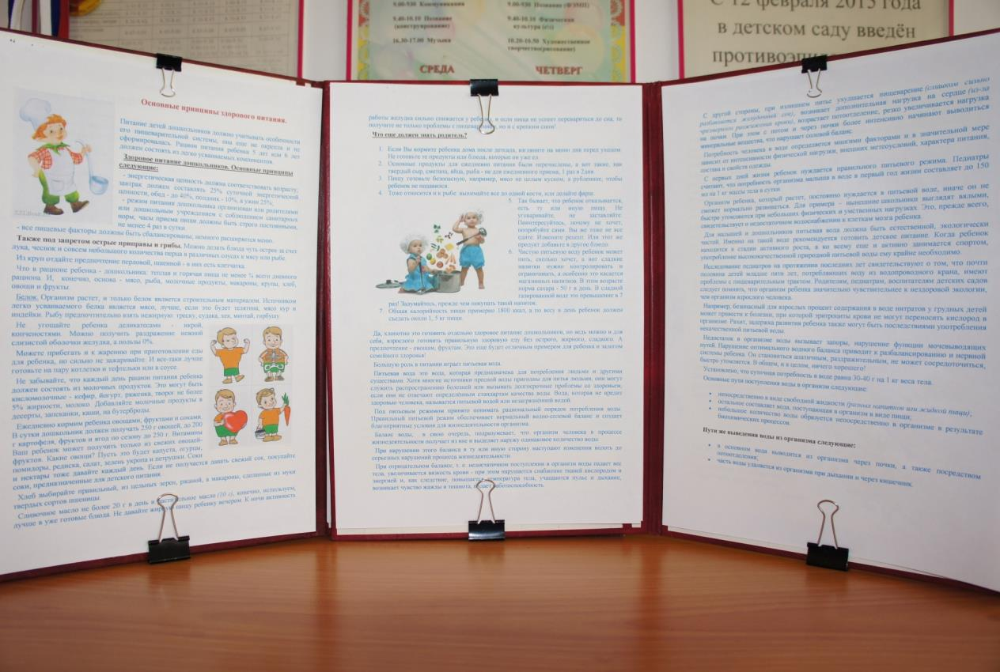 9.00-930 Коммуникация
9.40-10.10 Познание
(конструирование)
16.30-17.00 Музыка
СРЕДА
9.00-930 Познание (ФЭМП)
9.40-10.10 Физическая
культура
10.20-10.50 Художественное
творчество(рисование)
ЧЕТВЕРГ
С 12 февраля 2015 года
в детском саду введён
Основные принципы здорового питания.
Питание детей дошкольников должно учитывать особенности
его пищеварительной системы, она еще не окрепла и не
сформировалась. Рацион питания ребенка 5 лет или 6 лет
должен состоять из легко усваиваемых компонентов.
Здоровое питание дошкольников. Основные принципы
следующие:
- энергетическая ценность должна соответствовать возрасту,
завтрак должен составлять 25% суточной энергетической
ценности, обед - до 40%, полдник - 10%, а ужин 25%;
- режим питания дошкольника организован или родителями
или дошкольным учреждением с соблюдением санитарных
норм, часы приема пищи должны быть строго постоянными,
не менее 4 раз в сутки.
- все пищевые факторы должны быть сбалансированы, немного расширяется меню.
Также под запретом острые приправы и грибы. Можно делать блюда чуть острее за счет
лука, чеснок и совсем небольшого количества перца в различных соусах к мясу или рыбе.
Из круп отдайте предпочтение перловой, пшенной - в них есть клетчатка.
Что в рационе ребенка - дошкольника: теплая и горячая пища не менее ¾ всего дневного
рациона. И, конечно, основа - мясо, рыба, молочные продукты, макароны, крупы, хлеб,
овощи и фрукты.
Белок. Организм растет, и только белок является строительным материалом. Источником
легко усваиваемого белка является мясо, лучше, если это будет телятина, мясо кур и
индейки. Рыбу предпочтительно взять нежирную: треску, судака, хек, минтай, горбушу.
Не угощайте ребенка деликатесами - икрой,
копченостями. Можно получить раздражение нежной
слизистой оболочки желудка, а пользы 0%.
Можете прибегать и к жарению при приготовлении еды
для ребенка, но сильно не зажаривайте. И все-таки лучше
готовьте на пару котлетки и тефтельки или в соусе.
Не забывайте, что каждый день рацион питания ребенка
должен состоять из молочных продуктов. Это могут быть
кисломолочные - кефир, йогурт, ряженка, творог не более
5% жирности, молоко. Добавляйте молочные продукты в
десерты, запеканки, каши, на бутерброды.
Ежедневно кормим ребенка овощами, фруктами и соками.
В сутки дошкольник должен получать 250 г овощей, до 200
г картофеля, фруктов и ягод по сезону до 250 г. Витамины
Ваш ребенок может получить только из свежих овощей-
фруктов. Какие овощи? Пусть это будет капуста, огурцы,
помидоры, редиска, салат, зелень укропа и петрушки. Соки
и нектары тоже давайте каждый день. Если не получается давать свежий сок, покупайте
соки, предназначенные для детского питания.
Хлеб выбирайте правильный, из цельных зерен, ржаной, а макароны, сделанные из муки
твердых сортов пшеницы.
Сливочное масло не более 20 г в день и растительное масло (10 г), конечно, используем,
лучше в уже готовые блюда. Не давайте жирную пищу ребенку вечером. К ночи активность
работы желудка сильно снижается у ребенка, и если пища не успеет перевариться до сна, то
получите не только проблемы с пищеварением, но и с крепким сном!
Что еще должен знать родитель?
1. Если Вы кормите ребенка дома после детсада, взгляните на меню дня перед уходом.
Не готовьте те продукты или блюда, которые он уже ел.
2. Основные продукты для ежедневного питания были перечислены, а вот такие, как
твердый сыр, сметана, яйца, рыба - не для ежедневного приема, 1 раз в 2дня.
3. Пищу готовьте безопасную, например, мясо не целым куском, а рубленное, чтобы
ребенок не подавился.
4. Тоже относится и к рыбе: вынимайте все до одной кости, или делайте фарш.
5. Так бывает, что ребенок отказывается,
есть ту или иную пищу. Не
уговаривайте, не заставляйте.
Поинтересуйтесь, почему не хочет,
попробуйте сами. Вы же тоже не все
едите. Измените рецепт. Или этот же
продукт добавьте в другое блюдо.
6. Чистую питьевую воду ребенок может
пить, сколько хочет, а вот сладкие
напитки нужно контролировать и
ограничивать, а особенно это касается
магазинных напитков. В этом возрасте
норма сахара - 50 г в день. В сладкой
газированной воде это превышение в 7
раз! Задумайтесь, прежде чем покупать такой напиток.
7. Общая калорийность пищи примерно 1800 ккал, а по весу в день ребенок должен
съедать около 1, 5 кг пищи.
Да, хлопотно это готовить отдельно здоровое питание дошкольников, но ведь можно и для
себя, взрослого готовить правильную здоровую еду без острого, жирного, сладкого. А
предпочтение - овощам, фруктам. Это еще будет отличным примером для ребенка и залогом
семейного здоровья!
Большую роль в питании играет питьевая вода.
Питьевая вода это вода, которая предназначена для потребления людьми и другими
существами. Хотя многие источники пресной воды пригодны для питья людьми, они могут
служить распространению болезней или вызывать долгосрочные проблемы со здоровьем,
если они не отвечают определённым стандартам качества воды. Вода, которая не вредит
здоровью человека, называется питьевой водой или незагрязнённой водой.
Под питьевым режимом принято понимать рациональный порядок потребления воды.
Правильный питьевой режим обеспечивает нормальный водно-солевой баланс и создает
благоприятные условия для жизнедеятельности организма.
Баланс воды, в свою очередь, подразумевает, что организм человека в процессе
жизнедеятельности получает из вне и выделяет наружу одинаковое количество воды.
При нарушении этого баланса в ту или иную сторону наступают изменения вплоть до
серьезных нарушений процесса жизнедеятельности.
При отрицательном балансе, т. е. недостаточном поступлении в организм воды падает вес
тела, увеличивается вязкость крови - при этом нарушается снабжение тканей кислородом и
энергией и, как следствие, повышается температура тела, учащаются пульс и дыхание,
возникает чувство жажды и тошнота, падает работоспособность.
С другой стороны, при излишнем питье ухудшается пищеварение (слишком сильно
разбавляется желудочный сок), возникает дополнительная нагрузка на сердце (из-за
чрезмерного разжижения крови), возрастает потоотделение, резко увеличивается нагрузка
на почки. При этом с потом и через почки более интенсивно начинают выводиться
минеральные вещества, что нарушает солевой баланс.
Потребность человека в воде определяется многими факторами и в значительной мере
зависит от интенсивности физической нагрузки, внешних метеоусловий, характера питания,
состава и свойств одежды.
С первых дней жизни ребенок нуждается правильного питьевого режима. Педиатры
считают, что потребность организма малыша в воде в первый год жизни составляет до 150
мл на 1 кг массы тела в сутки.
Организм ребенка, который растет, постоянно нуждается в питьевой воде, иначе он не
сможет нормально развиваться. Для примера - нынешние школьники выглядят вялыми,
быстро утомляются при небольших физических и умственных нагрузках. Это, прежде всего,
свидетельствует о недостаточном водоснабжении к клеткам мозга ребенка.
Для малышей и дошкольников питьевая вода должна быть естественной, экологически
чистой. Именно на такой воде рекомендуется готовить детское питание. Когда ребенок
находится в стадии активного роста, а ко всему еще и активно занимается спортом,
употребление высококачественной природной питьевой воды ему крайне необходимо.
Исследование педиатров на протяжении последних лет свидетельствуют о том, что почти
половина детей младше пяти лет, потребляющих воду из водопроводного крана, имеют
проблемы с пищеварительным трактом. Родителям, педиатрам, воспитателям детских садов
следует помнить, что организм ребенка значительно чувствительнее к нездоровой экологии,
чем организм взрослого человека.
Например, безопасный для взрослых процент содержания в воде нитратов у грудных детей
может привести к болезни, при которой эритроциты крови не могут переносить кислород в
организме. Рахит, задержка развития ребенка также могут быть последствиями употребления
некачественной питьевой воды.
Недостаток в организме воды вызывает запоры, нарушение функции мочевыводящих
путей. Нарушение оптимального водного баланса приводит к разбалансированию и нервной
системы ребенка. Он становиться апатичным, раздражительным, не может сосредоточиться,
быстро утомляется. В общем, и в целом, ничего хорошего!
Установлено, что суточная потребность в воде равна 30-40 г на 1 кг веса тела.
Основные пути поступления воды в организм следующие:
• непосредственно в виде свободной жидкости (разных напитков или жидкой пищи);
• остальное составляет вода, поступающая в организм в виде пищи;
• небольшое количество воды образуется непосредственно в организме в результате
биохимических процессов.
Пути же выведения воды из организма следующие:
• в основном вода выводится из организма через почки, а также посредством
потоотделения;
• часть воды удаляется из организма при дыхании и через кишечник.